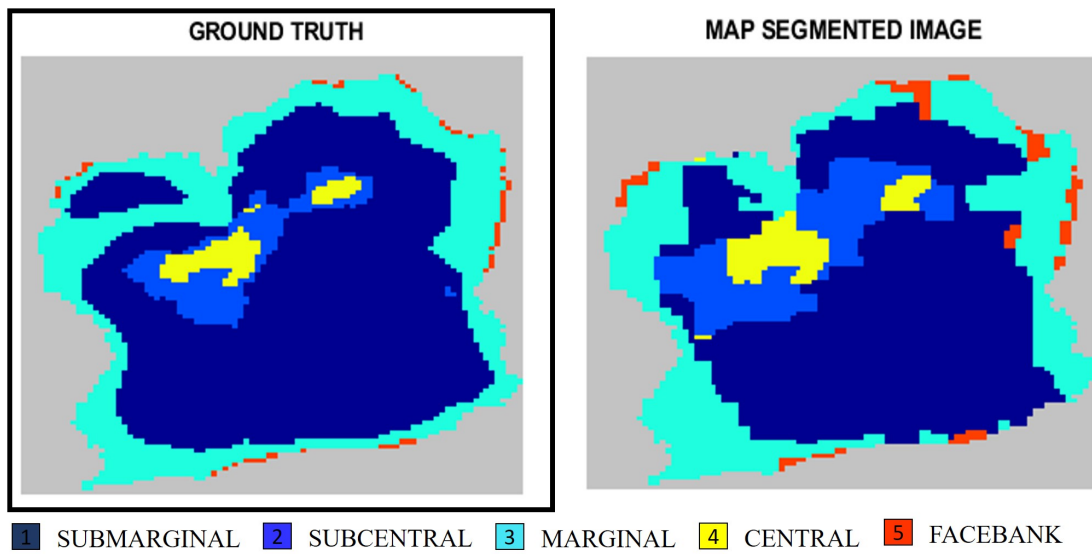 GROUND TRUTH
MAP SEGMENTED IMAGE
1 SUBMARGINAL 2 SUBCENTRAL 3 MARGINAL 4 CENTRAL 5 FACEBANK